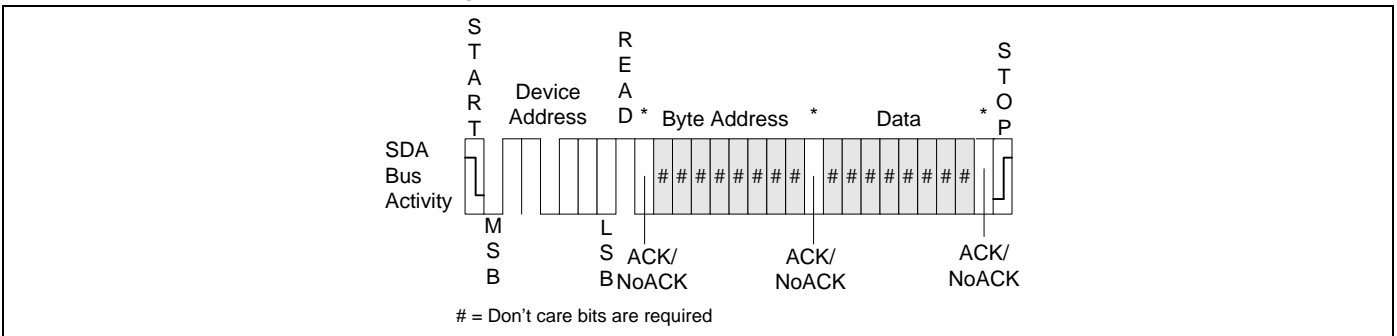 START
Device
Address
READ
*
Byte Address
*
Data
*
STOP
SDA
Bus
Activity
# # # # # # # #
# # # # # # # #
MSB
LSB
ACK/
NoACK
ACK/
NoACK
ACK/
NoACK
# = Don't care bits are required